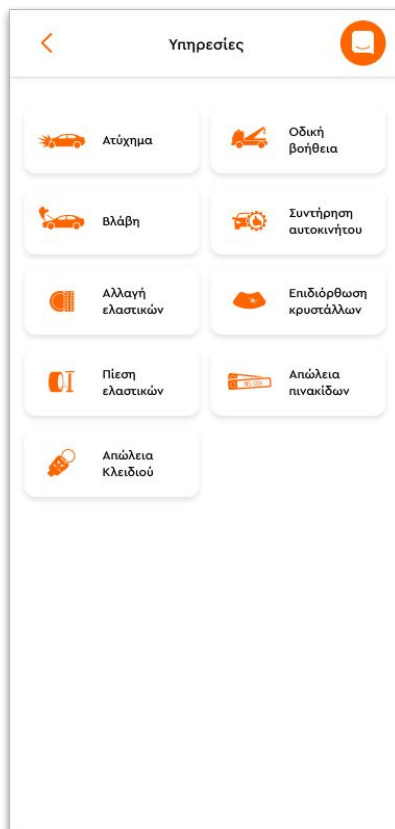 Υπηρεσίες
Ατύχημα
Οδική
βοήθεια
Βλάβη
Συντήρηση
αυτοκινήτου
Αλλαγή
ελαστικών
Επιδιόρθωση
κρυστάλλων
Πίεση
ελαστικών
Απώλεια
πινακίδων
Απώλεια
Κλειδιού